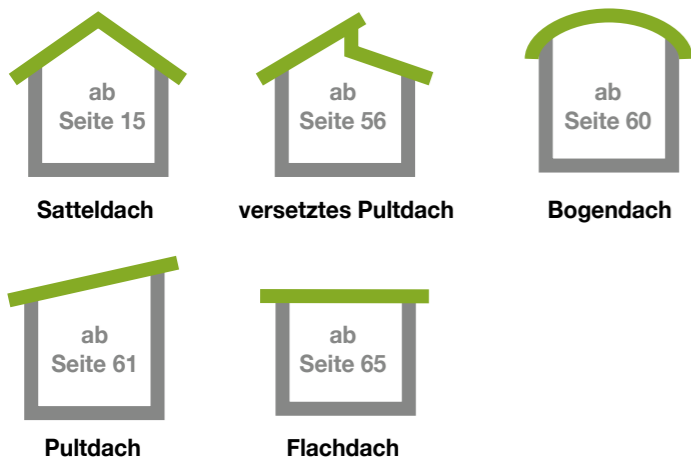 ab
Seite 15
Satteldach
ab
Seite 56
versetztes Pultdach
ab
Seite 60
Bogendach
ab
Seite 61
Pultdach
ab
Seite 65
Flachdach